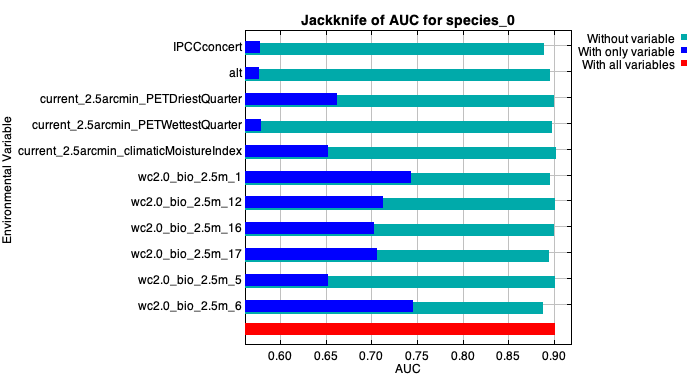 Jackknife of AUC for species_0
Without variable
With only variable
With all variables
Environmental Variable
IPCCconcert
alt
current_2.5arcmin_PETDriestQuarter
current_2.5arcmin_PETWettestQuarter
current_2.5arcmin_climaticMoistureIndex
wc2.0_bio_2.5m_1
wc2.0_bio_2.5m_12
wc2.0_bio_2.5m_16
wc2.0_bio_2.5m_17
wc2.0_bio_2.5m_5
wc2.0_bio_2.5m_6
0.60 0.65 0.70 0.75 0.80 0.85 0.90
AUC